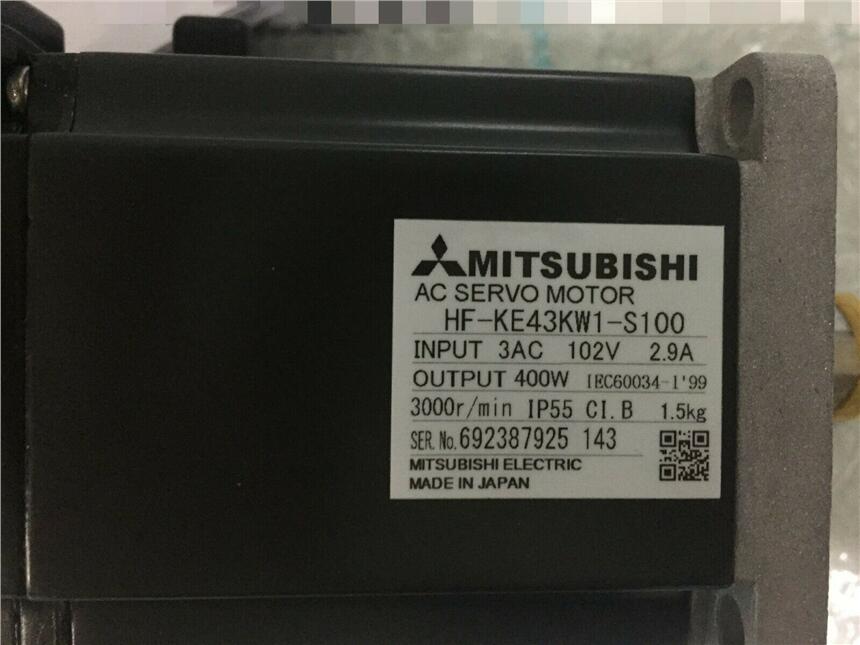 MITSUBISHI
AC SERVO MOTOR
HF-KE43KW1-S100
INPUT 3AC 102V 2.9A
OUTPUT 400W IEC60034-1'99
3000r/min IP55 CI.B 1.5kg
SER.No.692387925 143
MITSUBISHI ELECTRIC
MADE IN JAPAN